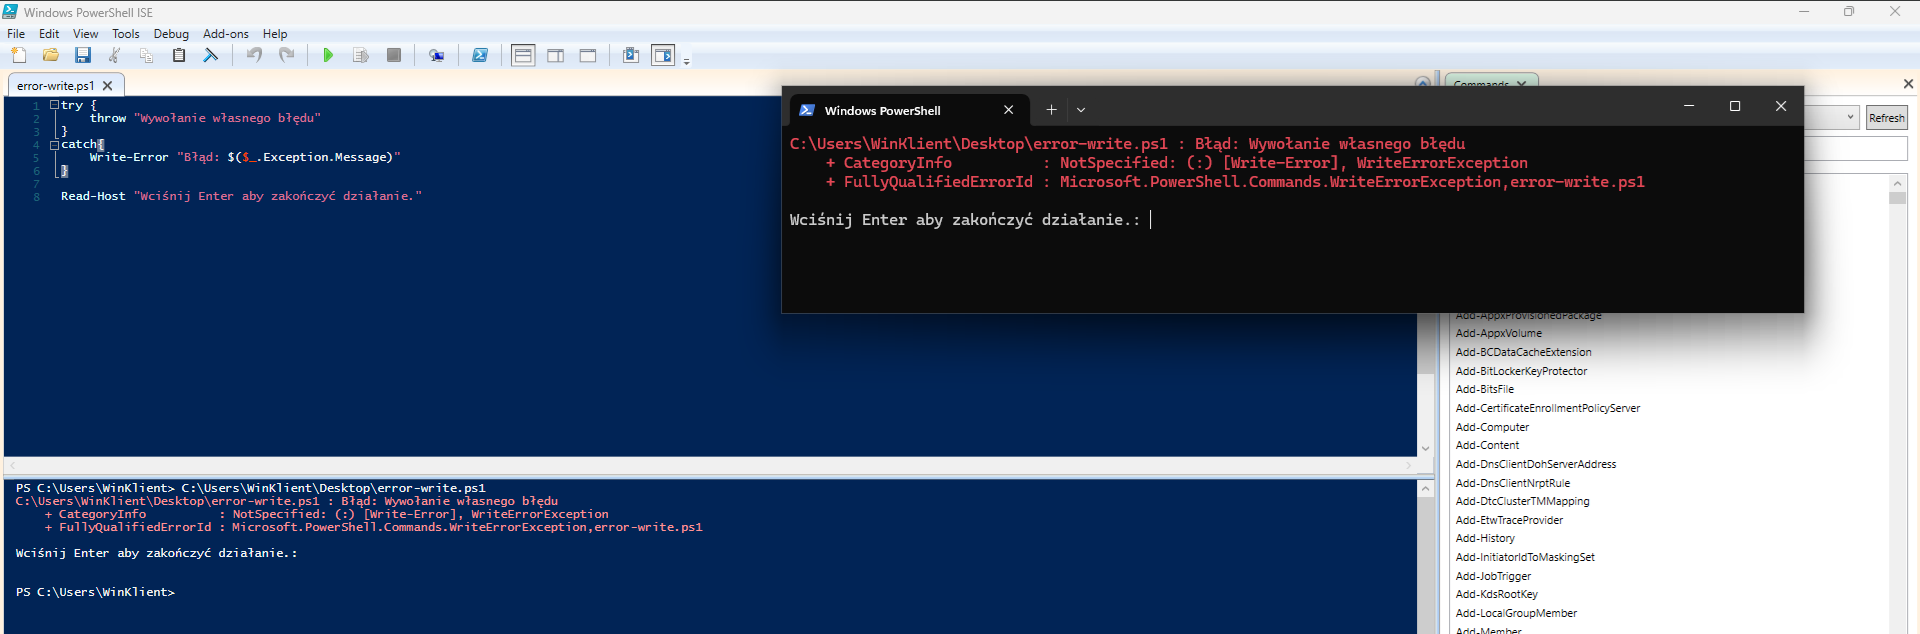 Windows PowerShell ISE
File Edit View Tools Debug Add-ons Help
error-write.ps1
1 try {
2 throw "Wywołanie własnego błędu"
3 }
4 catch{
5 Write-Error "Błąd: $($_.Exception.Message)"
6 }
7
8 Read-Host "Wciśnij Enter aby zakończyć działanie."
Windows PowerShell
C:\Users\WinKlient\Desktop\error-write.ps1 : Błąd: Wywołanie własnego błędu
+ CategoryInfo : NotSpecified: (:) [Write-Error], WriteErrorException
+ FullyQualifiedErrorId : Microsoft.PowerShell.Commands.WriteErrorException,error-write.ps1
Wciśnij Enter aby zakończyć działanie.:
Commands
Refresh
Add-AppxProvisionedPackage
Add-AppxVolume
Add-BCDataCacheExtension
Add-BitLockerKeyProtector
Add-BitsFile
Add-CertificateEnrollmentPolicyServer
Add-Computer
Add-Content
Add-DnsClientDohServerAddress
Add-DnsClientNrptRule
Add-DtcClusterTMMapping
Add-EtwTraceProvider
Add-History
Add-InitiatorIdToMaskingSet
Add-JobTrigger
Add-KdsRootKey
Add-LocalGroupMember
Add-Member
PS C:\Users\WinKlient> C:\Users\WinKlient\Desktop\error-write.ps1
C:\Users\WinKlient\Desktop\error-write.ps1 : Błąd: Wywołanie własnego błędu
+ CategoryInfo : NotSpecified: (:) [Write-Error], WriteErrorException
+ FullyQualifiedErrorId : Microsoft.PowerShell.Commands.WriteErrorException,error-write.ps1
Wciśnij Enter aby zakończyć działanie.:
PS C:\Users\WinKlient>